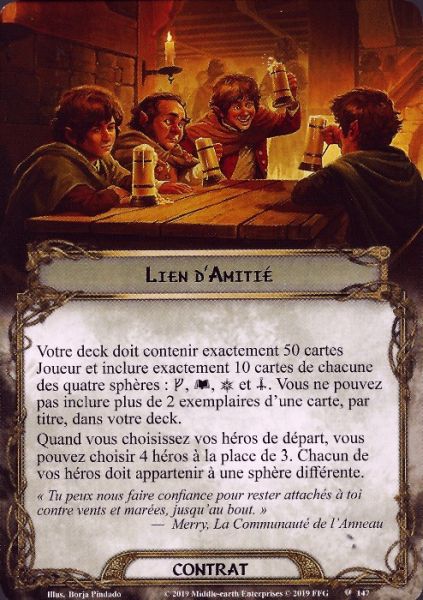 LIEN D'AMITIÉ
Votre deck doit contenir exactement 50 cartes
Joueur et inclure exactement 10 cartes de chacune
des quatre sphères : , , et . Vous ne pouvez
pas inclure plus de 2 exemplaires d'une carte, par
titre, dans votre deck.
Quand vous choisissez vos héros de départ, vous
pouvez choisir 4 héros à la place de 3. Chacun de
vos héros doit appartenir à une sphère différente.
« Tu peux nous faire confiance pour rester attachés à toi
contre vents et marées, jusqu'au bout. »
— Merry, La Communauté de l'Anneau
CONTRAT
Illus. Borja Pindado © 2019 Middle-earth Enterprises © 2019 FFG 147